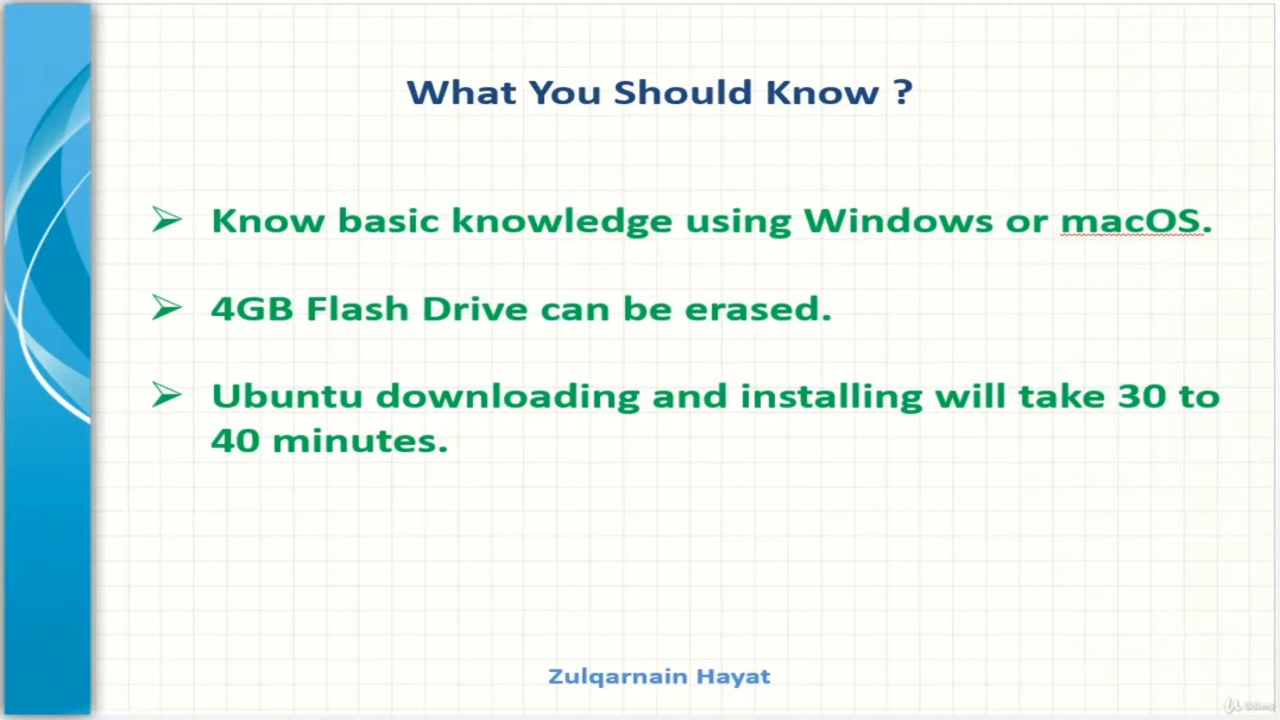 What You Should Know ?
➢ Know basic knowledge using Windows or macOS.
➢ 4GB Flash Drive can be erased.
➢ Ubuntu downloading and installing will take 30 to
40 minutes.
Zulqarnain Hayat
Udemy